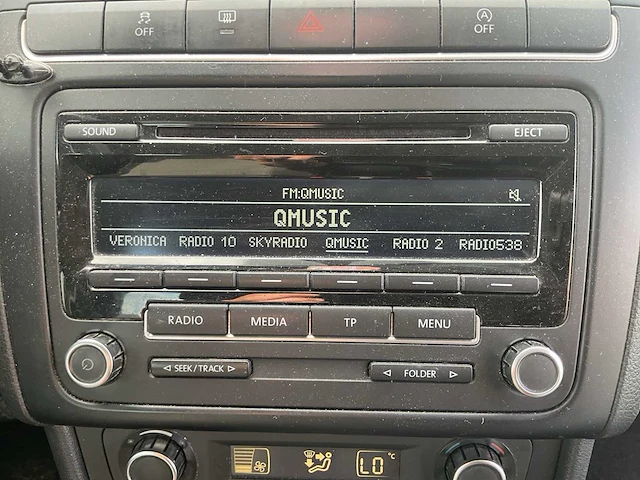 OFF
A
OFF
SOUND
EJECT
FM:QMUSIC
QMUSIC
VERONICA RADIO 10 SKYRADIO QMUSIC RADIO 2 RADIO538
RADIO MEDIA TP MENU
◁ SEEK / TRACK ▷
◁ FOLDER ▷
LO °C